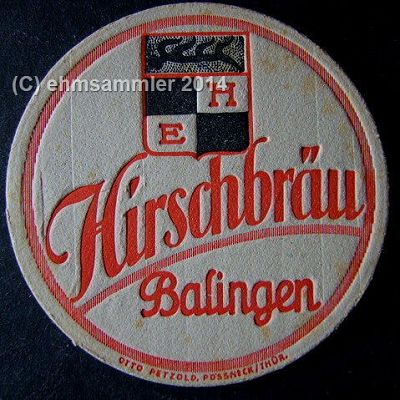 (C) ehmsammler 2014
H
E
Hirschbräu
Balingen
OTTO PETZOLD, PÖSSNECK/THÜR.